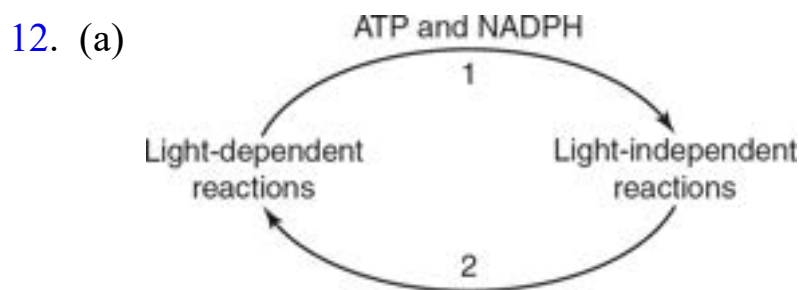 12. (a)
ATP and NADPH
1
Light-dependent
reactions
Light-independent
reactions
2